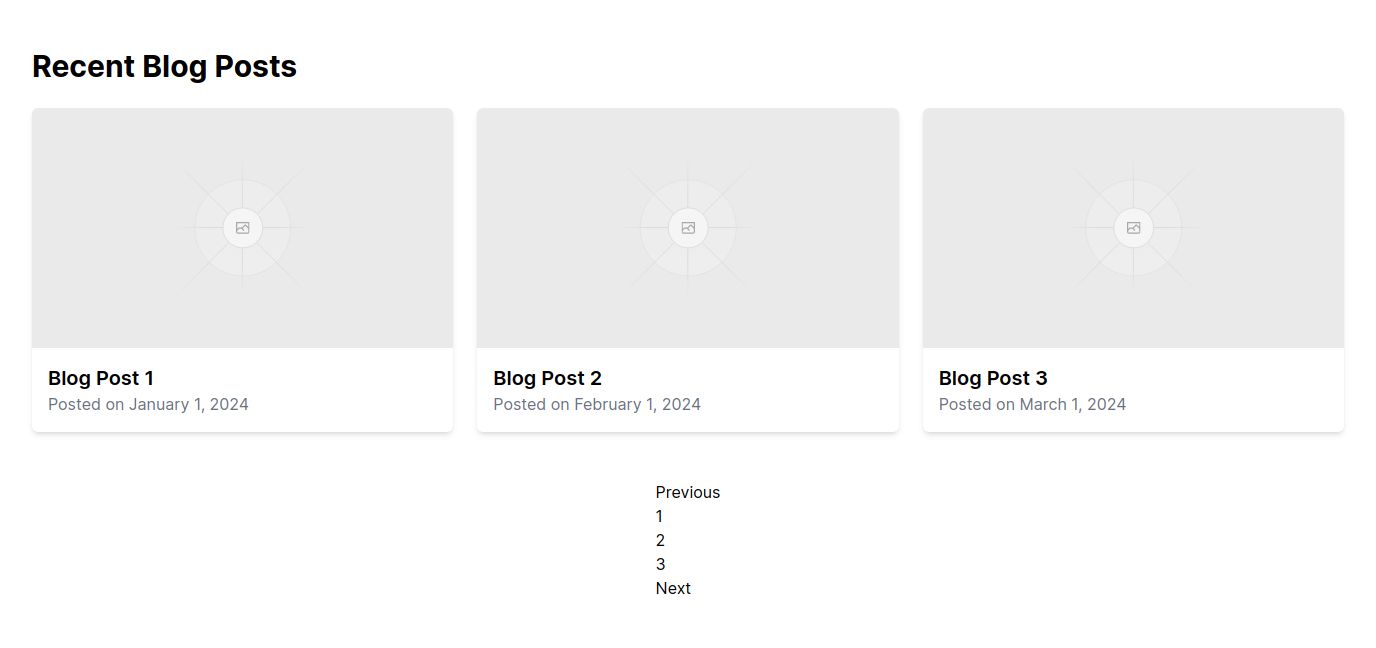 Recent Blog Posts
Blog Post 1
Posted on January 1, 2024
Blog Post 2
Posted on February 1, 2024
Blog Post 3
Posted on March 1, 2024
Previous
1
2
3
Next